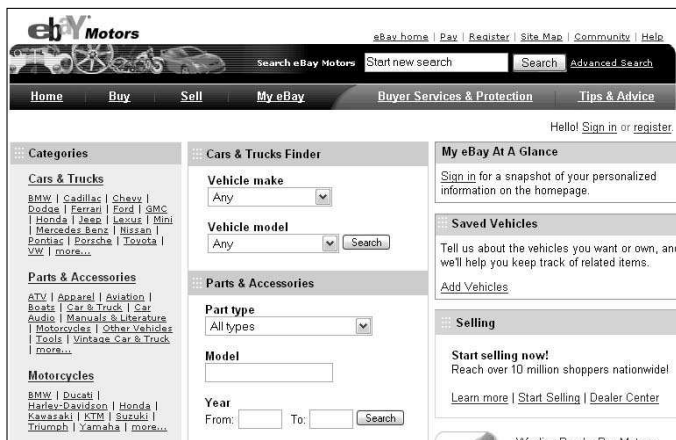 ebaY Motors
eBay home | Pay | Register | Site Map | Community | Help
Search eBay Motors Start new search Search Advanced Search
Home Buy Sell My eBay Buyer Services & Protection Tips & Advice
Hello! Sign in or register.
Categories
Cars & Trucks
BMW | Cadillac | Chevy |
Dodge | Ferrari | Ford | GMC
| Honda | Jeep | Lexus | Mini
| Mercedes Benz | Nissan |
Pontiac | Porsche | Toyota |
VW | more...
Parts & Accessories
ATV | Apparel | Aviation |
Boats | Car & Truck | Car
Audio | Manuals & Literature
| Motorcycles | Other Vehicles
| Tools | Vintage Car & Truck
| more...
Motorcycles
BMW | Ducati |
Harley-Davidson | Honda |
Kawasaki | KTM | Suzuki |
Triumph | Yamaha | more...
Cars & Trucks Finder
Vehicle make
Any
Vehicle model
Any Search
Parts & Accessories
Part type
All types
Model
Year
From: To: Search
My eBay At A Glance
Sign in for a snapshot of your personalized
information on the homepage.
Saved Vehicles
Tell us about the vehicles you want or own, and
we'll help you keep track of related items.
Add Vehicles
Selling
Start selling now!
Reach over 10 million shoppers nationwide!
Learn more | Start Selling | Dealer Center